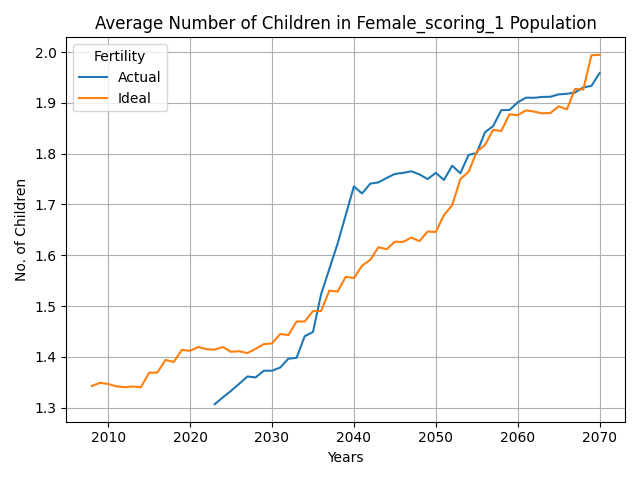 Average Number of Children in Female_scoring_1 Population
Fertility
Actual
Ideal
No. of Children
2.0
1.9
1.8
1.7
1.6
1.5
1.4
1.3
2010 2020 2030 2040 2050 2060 2070
Years